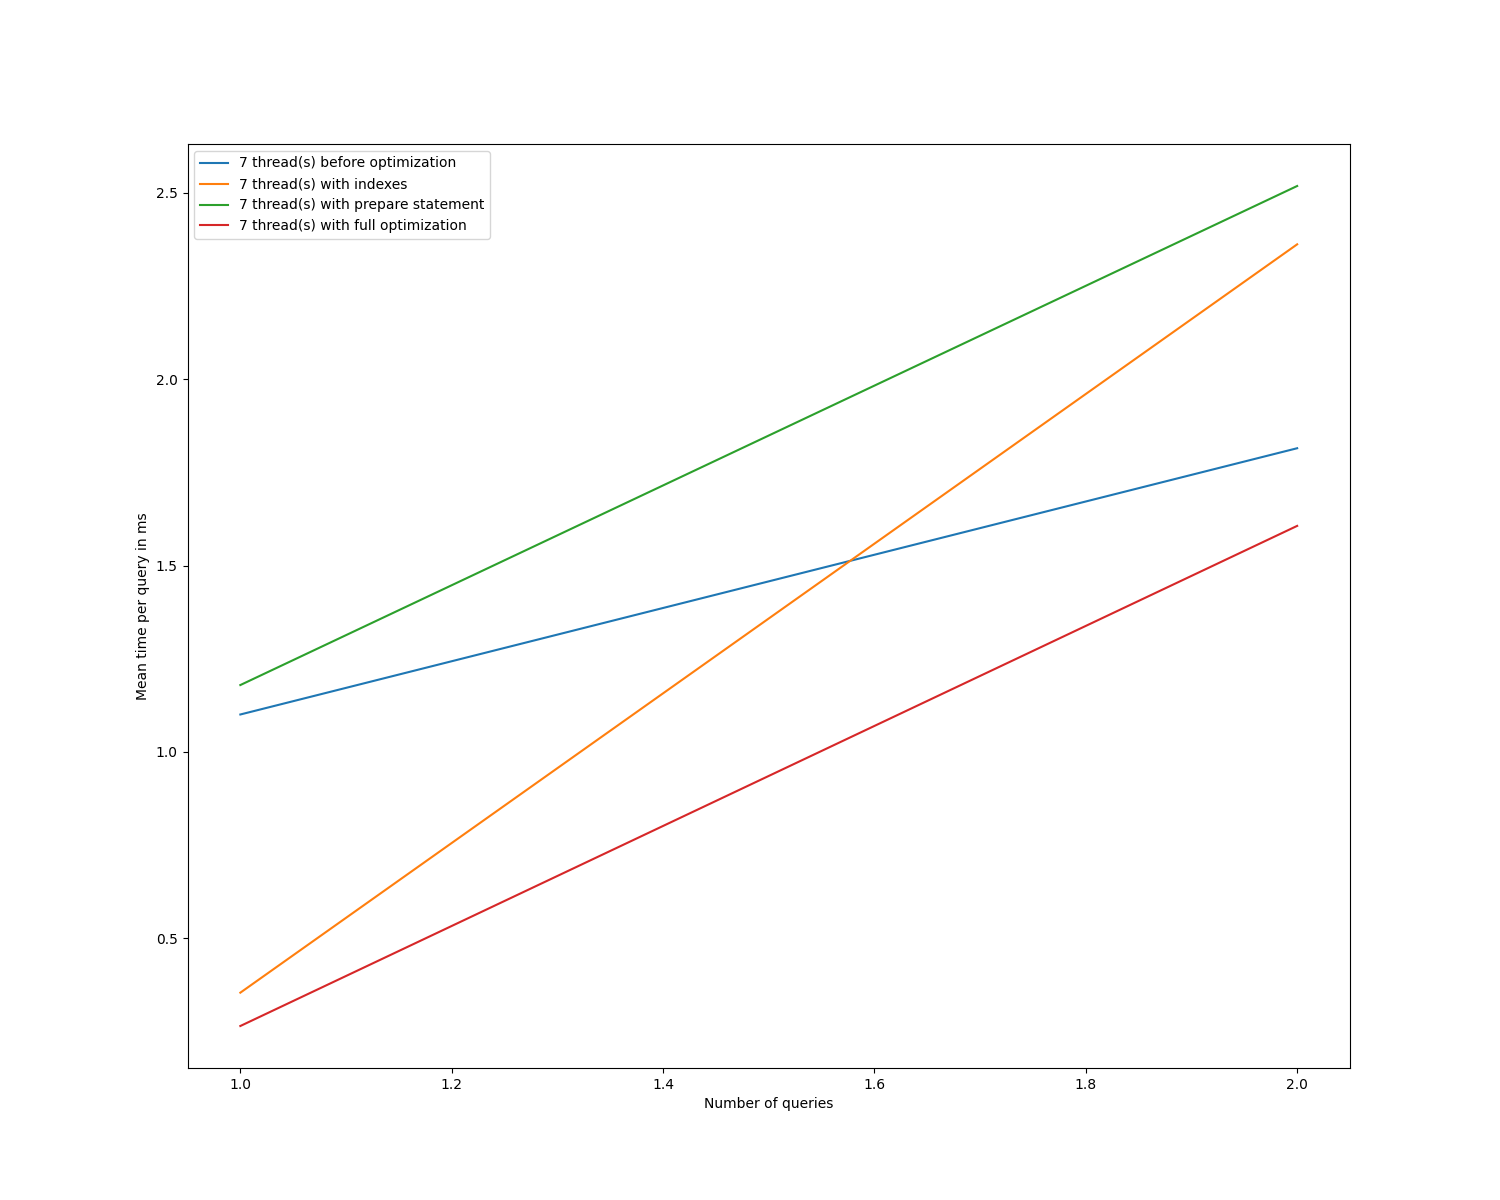 7 thread(s) before optimization
7 thread(s) with indexes
7 thread(s) with prepare statement
7 thread(s) with full optimization
2.5
2.0
1.5
1.0
0.5
Mean time per query in ms
1.0 1.2 1.4 1.6 1.8 2.0
Number of queries